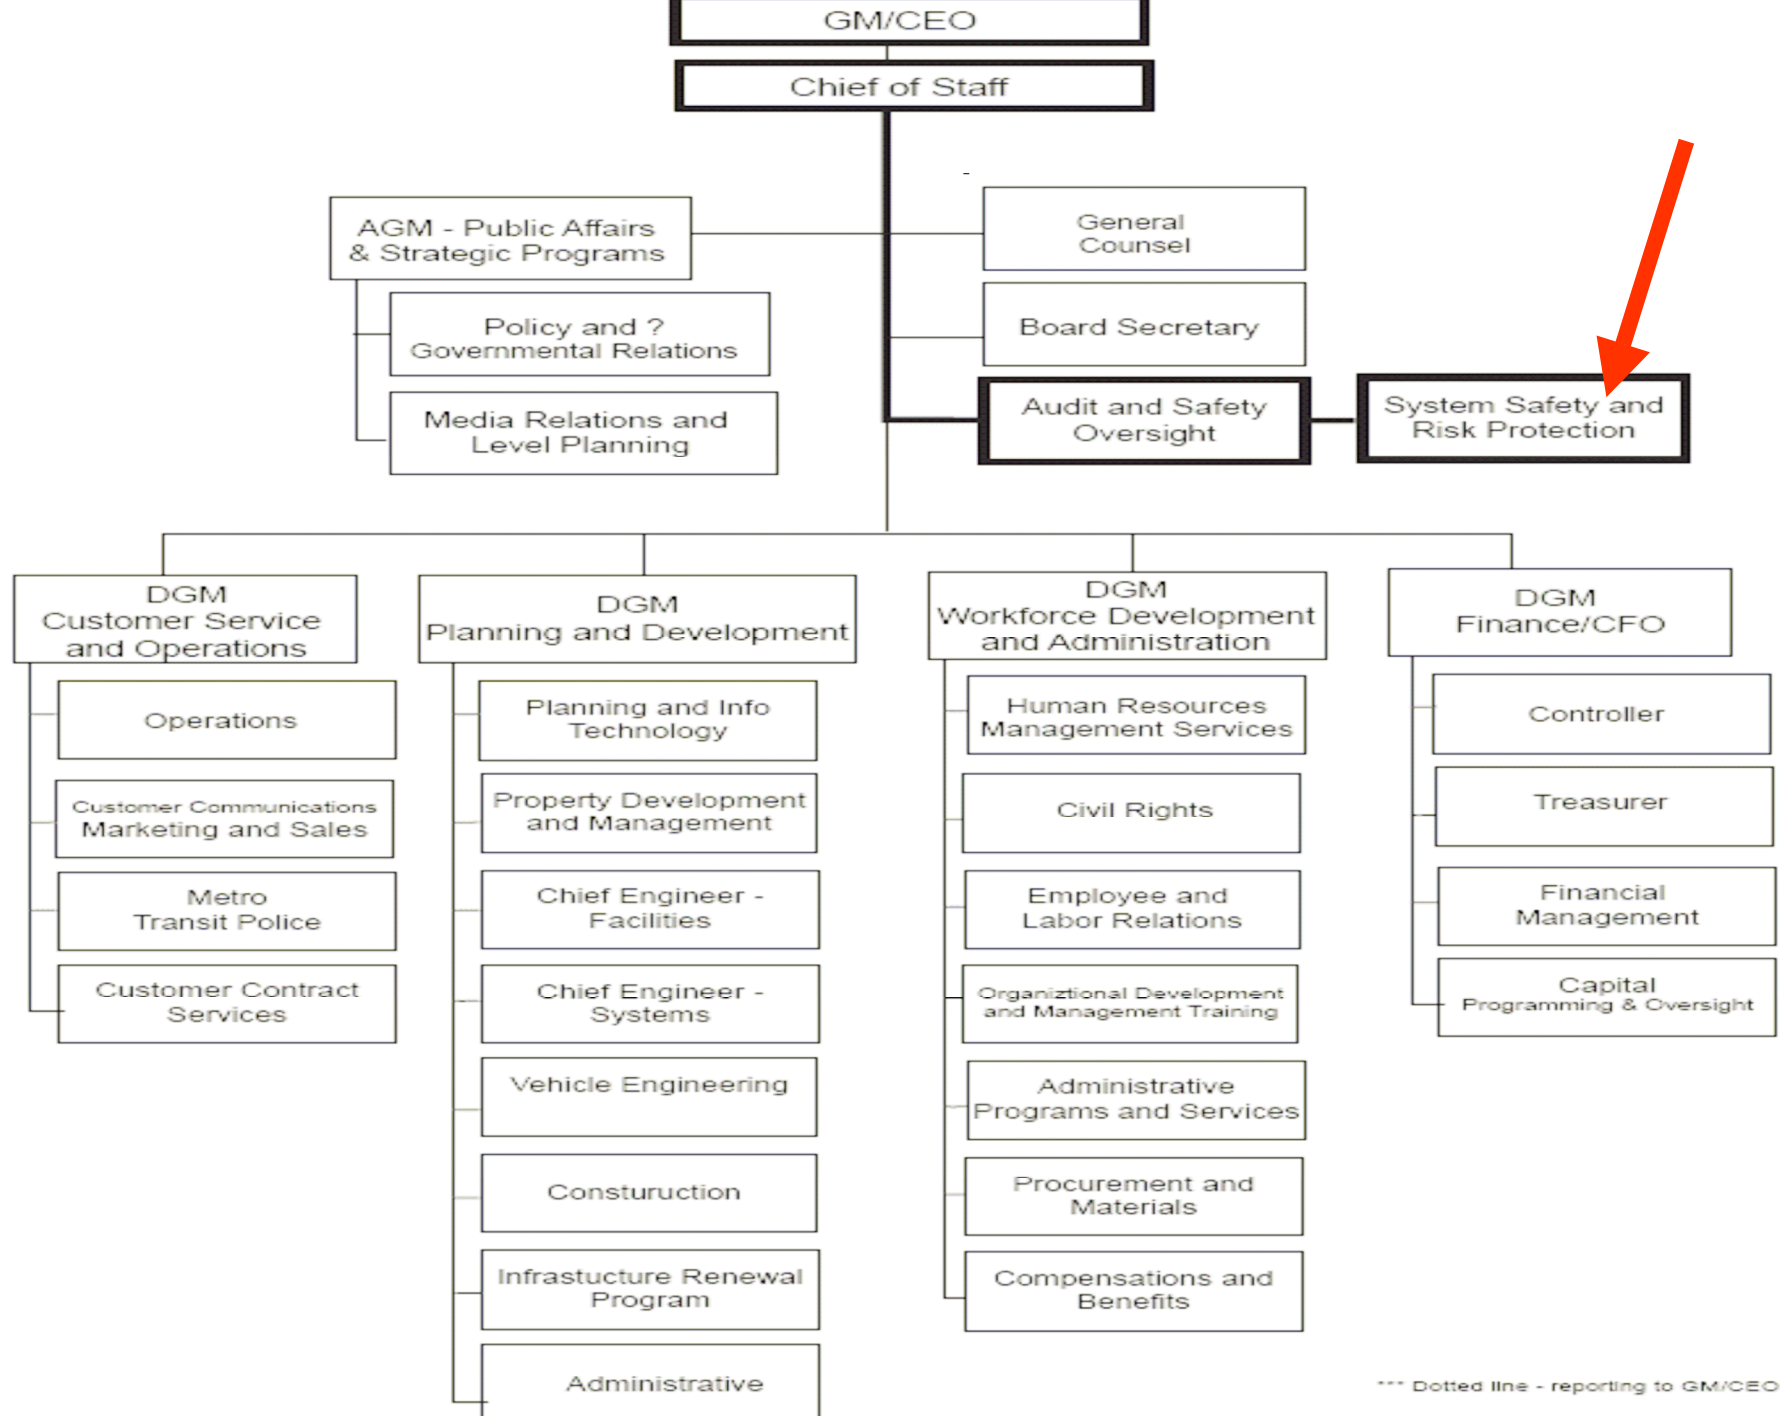 GM/CEO
Chief of Staff
AGM - Public Affairs
& Strategic Programs
General
Counsel
Policy and ?
Governmental Relations
Board Secretary
Media Relations and
Level Planning
Audit and Safety
Oversight
System Safety and
Risk Protection
DGM
Customer Service
and Operations
DGM
Planning and Development
DGM
Workforce Development
and Administration
DGM
Finance/CFO
Operations
Customer Communications
Marketing and Sales
Metro
Transit Police
Customer Contract
Services
Planning and Info
Technology
Property Development
and Management
Chief Engineer -
Facilities
Chief Engineer -
Systems
Vehicle Engineering
Consturuction
Infrastucture Renewal
Program
Administrative
Human Resources
Management Services
Civil Rights
Employee and
Labor Relations
Organiztional Development
and Management Training
Administrative
Programs and Services
Procurement and
Materials
Compensations and
Benefits
Controller
Treasurer
Financial
Management
Capital
Programming & Oversight
*** Dotted line - reporting to GM/CEO